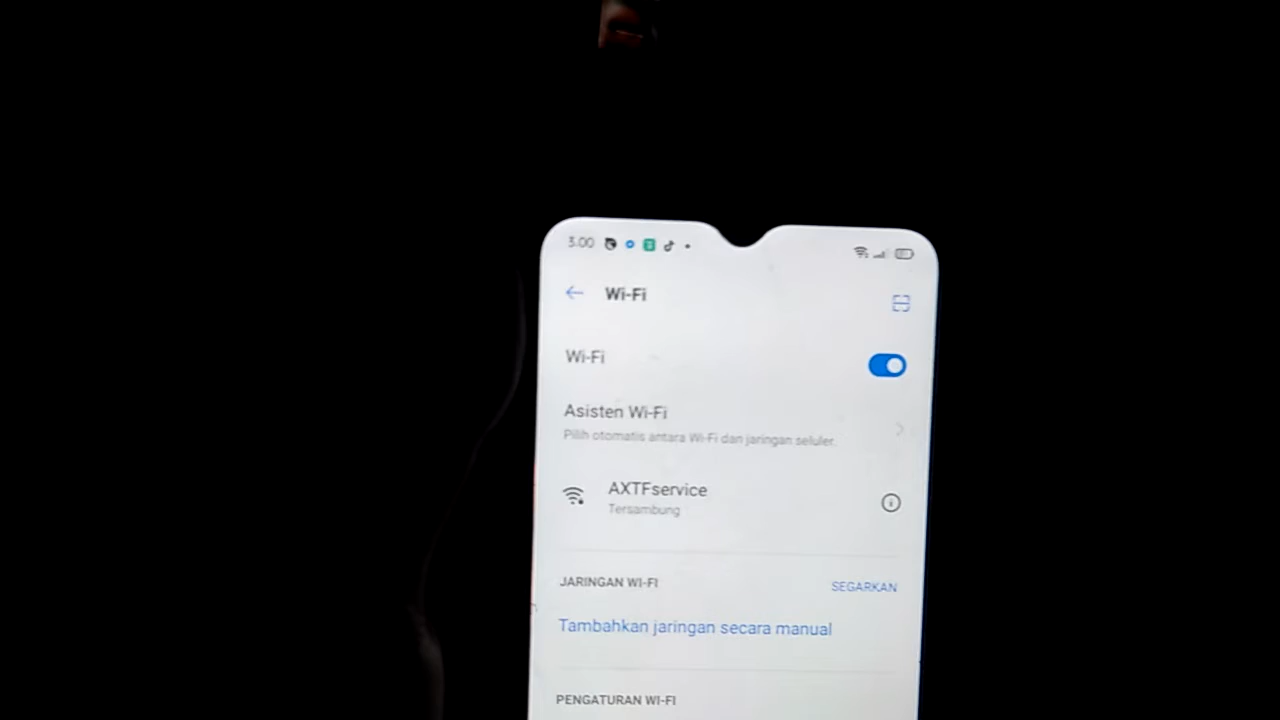 3.00
Wi-Fi
Wi-Fi
Asisten Wi-Fi
Pilih otomatis antara Wi-Fi dan jaringan seluler.
AXTFservice
Tersambung
JARINGAN WI-FI
SEGARKAN
Tambahkan jaringan secara manual
PENGATURAN WI-FI